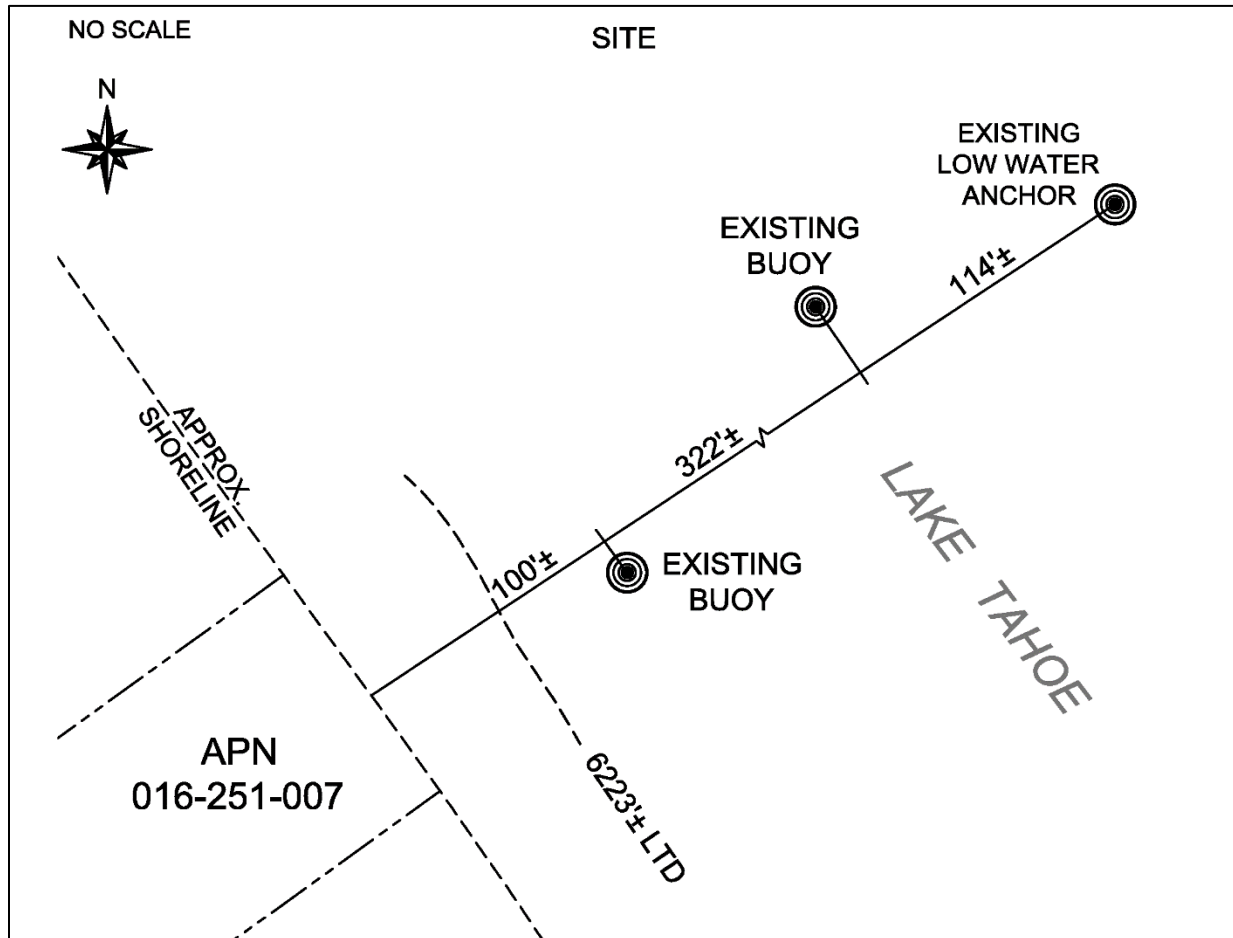 NO SCALE
SITE
N
EXISTING
LOW WATER
ANCHOR
EXISTING
BUOY
114'±
322'±
APPROX
SHORELINE
100'±
EXISTING
BUOY
LAKE TAHOE
APN
016-251-007
6223'± LTD